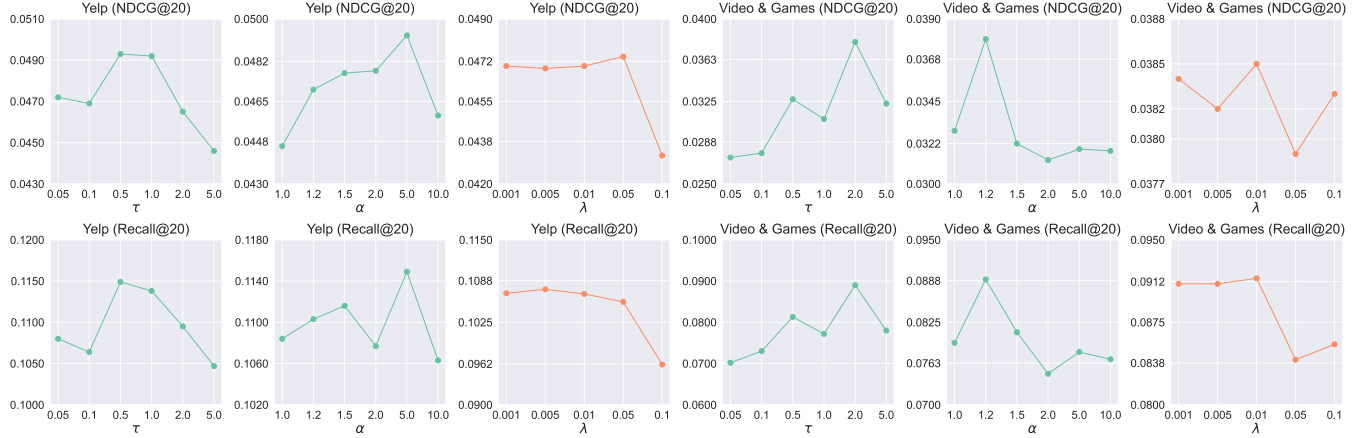 Yelp (NDCG@20)
0.0511
0.0490
0.0470
0.0450
0.0430
0.05 0.1 0.5 1.0 2.0 5.0
τ
Yelp (NDCG@20)
0.0500
0.0482
0.0465
0.0448
0.0430
1.0 1.2 1.5 2.0 5.0 10.0
α
Yelp (NDCG@20)
0.0490
0.0472
0.0455
0.0438
0.0420
0.001 0.005 0.01 0.05 0.1
λ
Video & Games (NDCG@20)
0.0400
0.0363
0.0325
0.0288
0.0250
0.05 0.1 0.5 1.0 2.0 5.0
τ
Video & Games (NDCG@20)
0.0390
0.0368
0.0345
0.0322
0.0300
1.0 1.2 1.5 2.0 5.0 10.0
α
Video & Games (NDCG@20)
0.0388
0.0385
0.0382
0.0380
0.0377
0.001 0.005 0.01 0.05 0.1
λ
Yelp (Recall@20)
0.1200
0.1150
0.1100
0.1050
0.1000
0.05 0.1 0.5 1.0 2.0 5.0
τ
Yelp (Recall@20)
0.1180
0.1140
0.1100
0.1060
0.1020
1.0 1.2 1.5 2.0 5.0 10.0
α
Yelp (Recall@20)
0.1150
0.1088
0.1025
0.0962
0.0900
0.001 0.005 0.01 0.05 0.1
λ
Video & Games (Recall@20)
0.1000
0.0900
0.0800
0.0700
0.0600
0.05 0.1 0.5 1.0 2.0 5.0
τ
Video & Games (Recall@20)
0.0950
0.0888
0.0825
0.0763
0.0700
1.0 1.2 1.5 2.0 5.0 10.0
α
Video & Games (Recall@20)
0.0950
0.0912
0.0875
0.0838
0.0800
0.001 0.005 0.01 0.05 0.1
λ